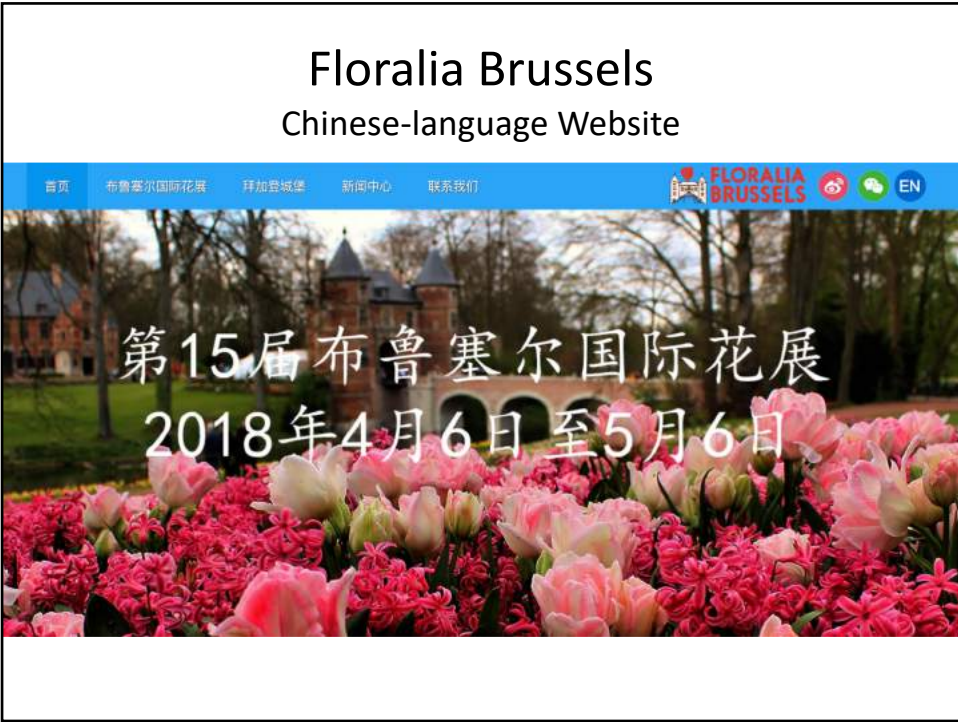 Floralia Brussels
Chinese-language Website
首页 布鲁塞尔国际花展 拜加登城堡 新闻中心 联系我们 FLORALIA BRUSSELS EN
第15届布鲁塞尔国际花展
2018年4月6日至5月6日